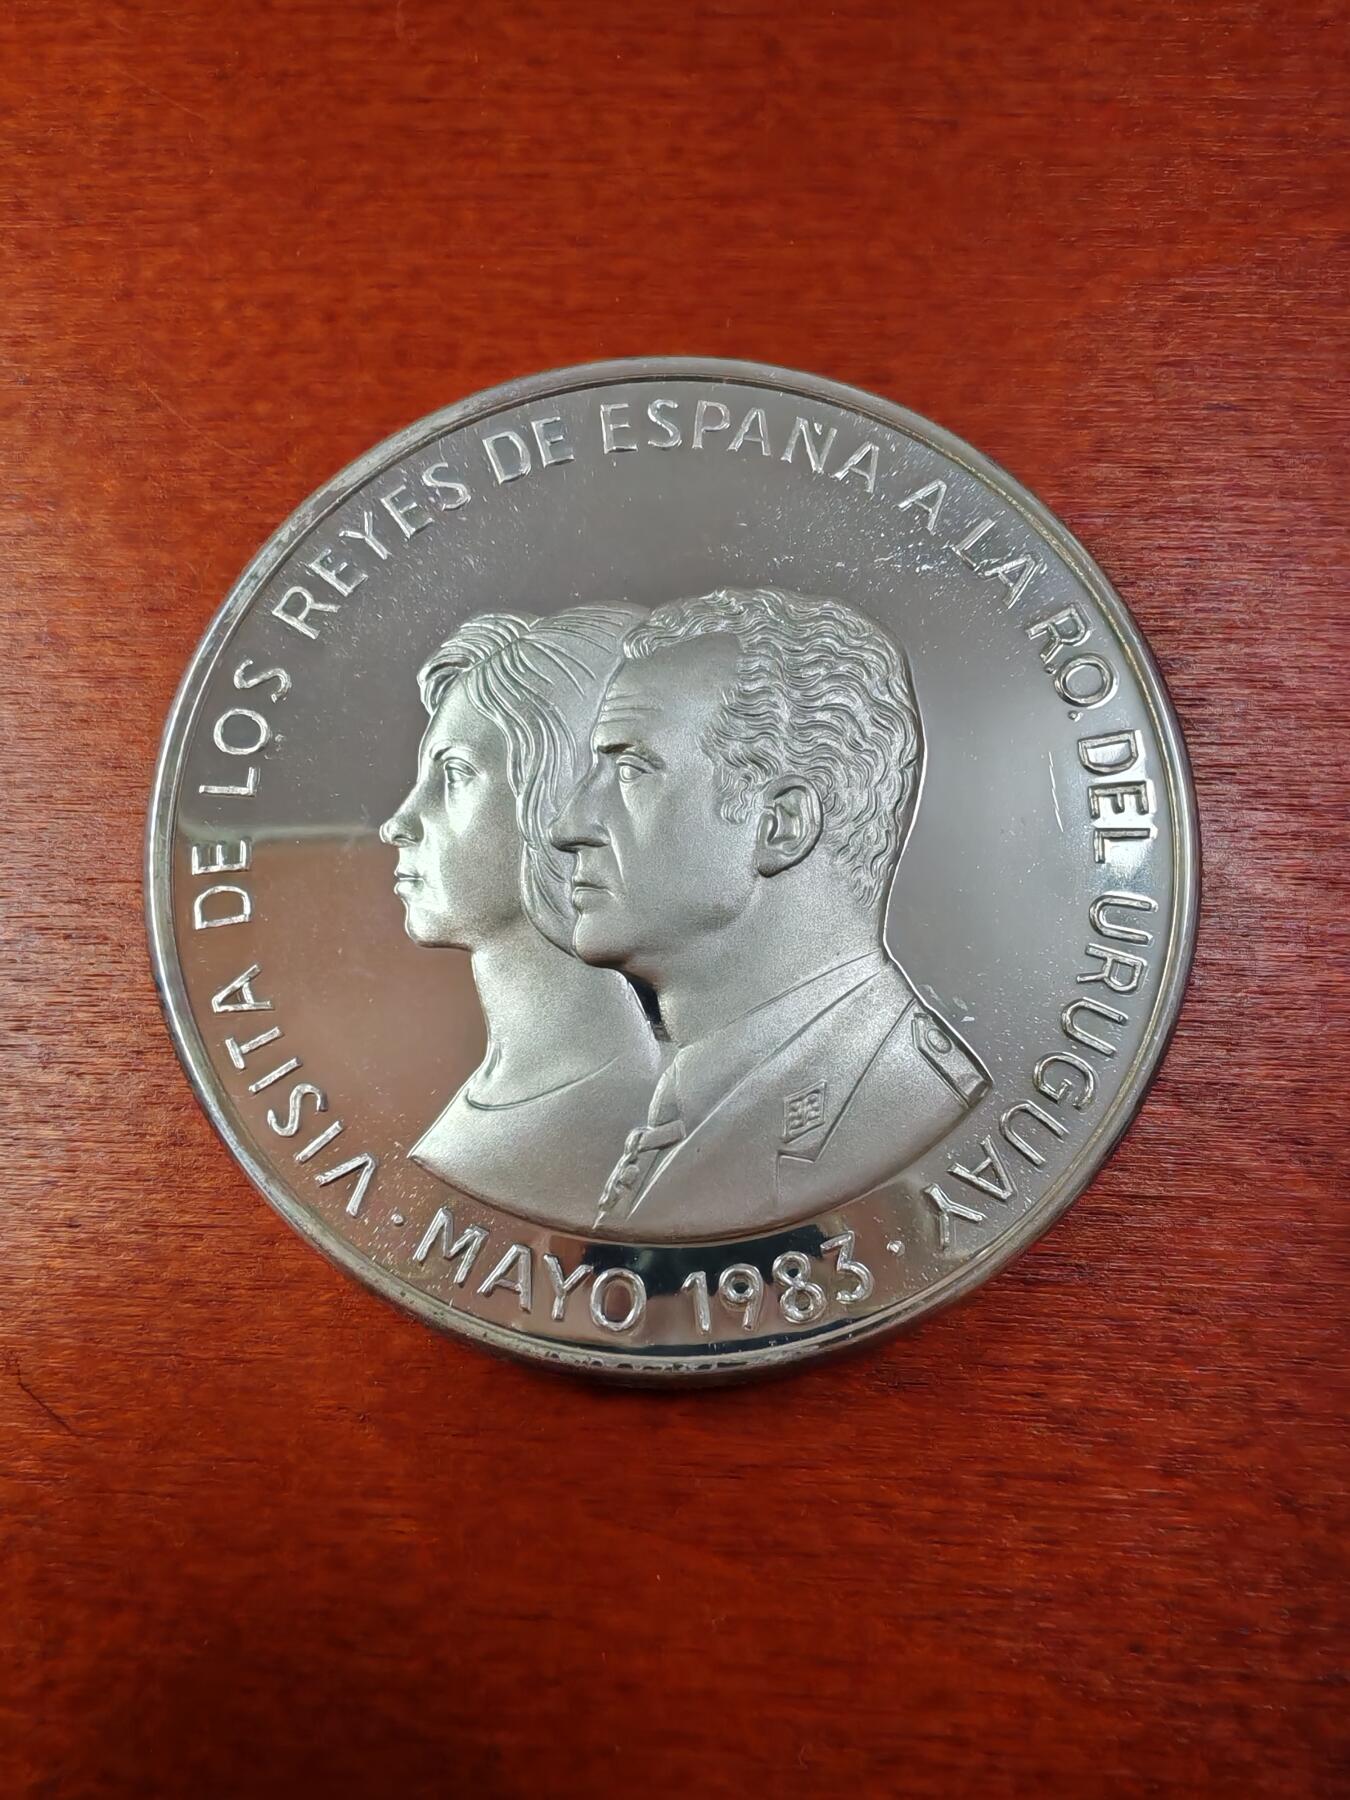 VISITA DE LOS REYES DE ESPAÑA A LA RO. DEL URUGUAY
· MAYO 1983 ·